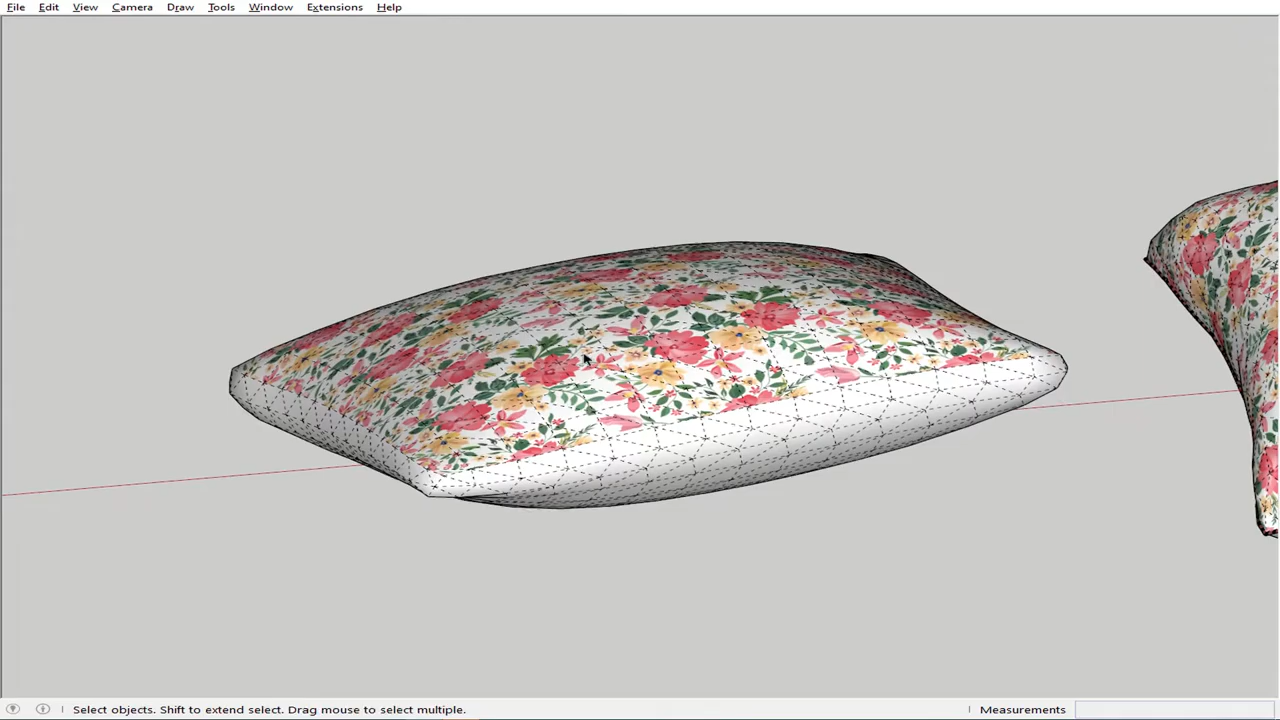 File Edit View Camera Draw Tools Window Extensions Help
Select objects. Shift to extend select. Drag mouse to select multiple. Measurements